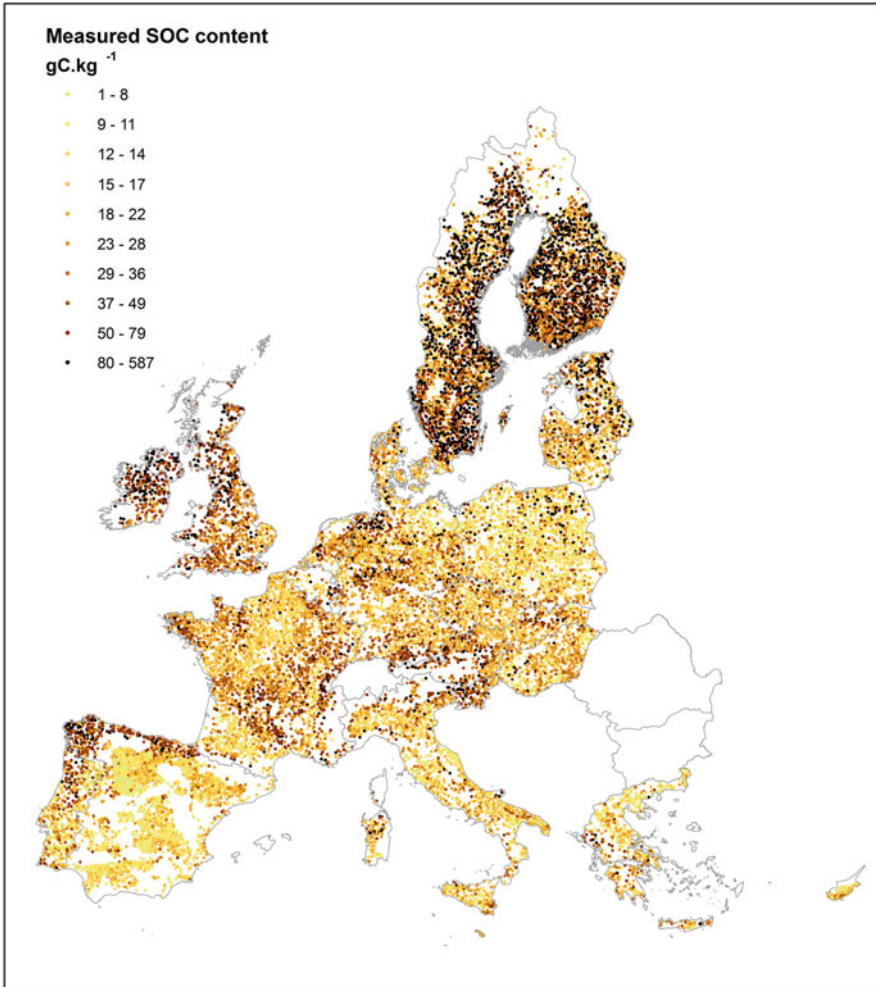 Measured SOC content
gC.kg -1
1 - 8
9 - 11
12 - 14
15 - 17
18 - 22
23 - 28
29 - 36
37 - 49
50 - 79
80 - 587